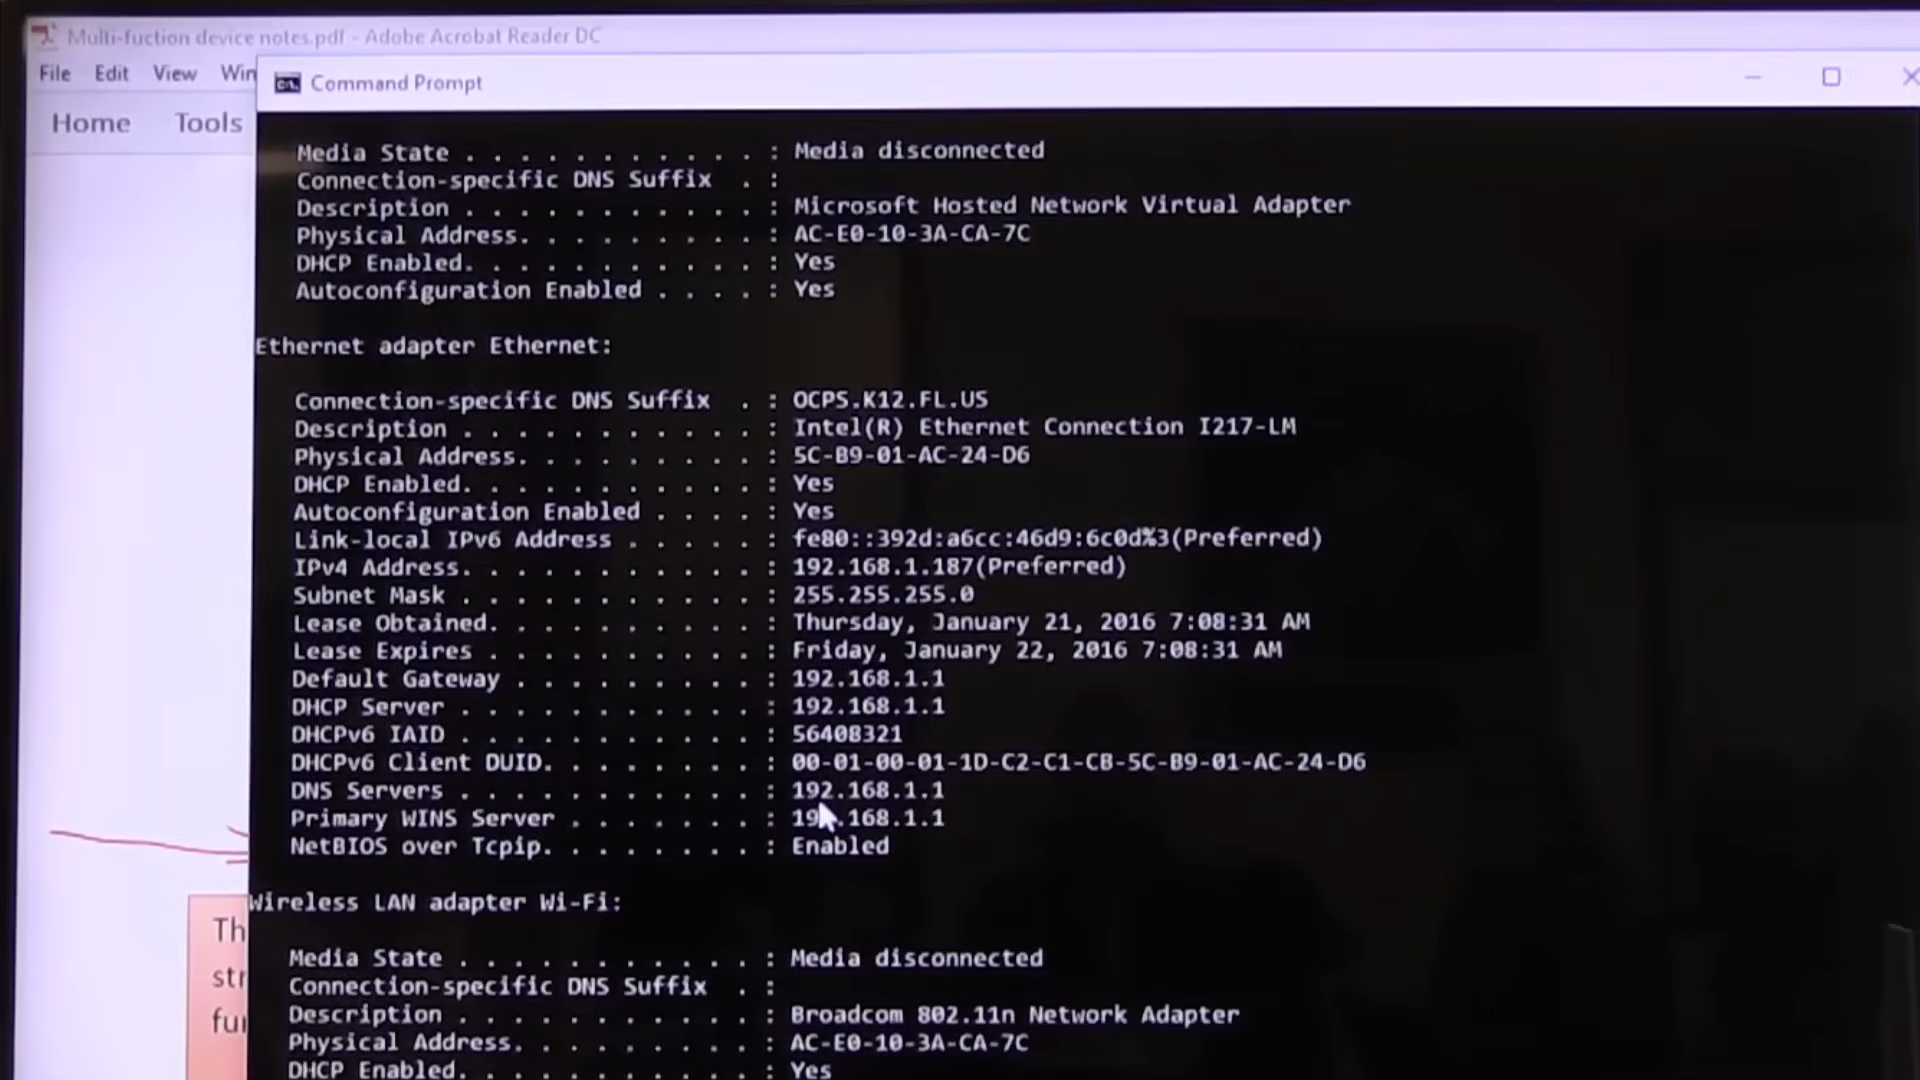 Multi-fuction device notes.pdf - Adobe Acrobat Reader DC
File Edit View Win
Command Prompt
Home Tools
Media State . . . . . . . . . . . : Media disconnected
Connection-specific DNS Suffix . :
Description . . . . . . . . . . . : Microsoft Hosted Network Virtual Adapter
Physical Address. . . . . . . . . : AC-E0-10-3A-CA-7C
DHCP Enabled. . . . . . . . . . . : Yes
Autoconfiguration Enabled . . . . : Yes
Ethernet adapter Ethernet:
Connection-specific DNS Suffix . : OCPS.K12.FL.US
Description . . . . . . . . . . . : Intel(R) Ethernet Connection I217-LM
Physical Address. . . . . . . . . : 5C-B9-01-AC-24-D6
DHCP Enabled. . . . . . . . . . . : Yes
Autoconfiguration Enabled . . . . : Yes
Link-local IPv6 Address . . . . . : fe80::392d:a6cc:46d9:6c0d%3(Preferred)
IPv4 Address. . . . . . . . . . . : 192.168.1.187(Preferred)
Subnet Mask . . . . . . . . . . . : 255.255.255.0
Lease Obtained. . . . . . . . . . : Thursday, January 21, 2016 7:08:31 AM
Lease Expires . . . . . . . . . . : Friday, January 22, 2016 7:08:31 AM
Default Gateway . . . . . . . . . : 192.168.1.1
DHCP Server . . . . . . . . . . . : 192.168.1.1
DHCPv6 IAID . . . . . . . . . . . : 56408321
DHCPv6 Client DUID. . . . . . . . : 00-01-00-01-1D-C2-C1-CB-5C-B9-01-AC-24-D6
DNS Servers . . . . . . . . . . . : 192.168.1.1
Primary WINS Server . . . . . . . : 192.168.1.1
NetBIOS over Tcpip. . . . . . . . : Enabled
Wireless LAN adapter Wi-Fi:
Th
Media State . . . . . . . . . . . : Media disconnected
str
Connection-specific DNS Suffix . :
Description . . . . . . . . . . . : Broadcom 802.11n Network Adapter
fun
Physical Address. . . . . . . . . : AC-E0-10-3A-CA-7C
DHCP Enabled. . . . . . . . . . . : Yes